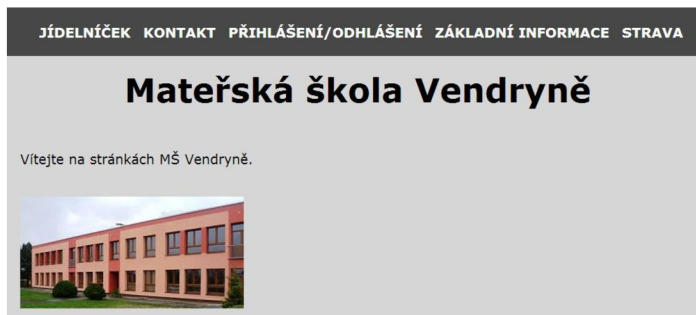 JÍDELNÍČEK KONTAKT PŘIHLÁŠENÍ/ODHLÁŠENÍ ZÁKLADNÍ INFORMACE STRAVA
Mateřská škola Vendryně
Vítejte na stránkách MŠ Vendryně.